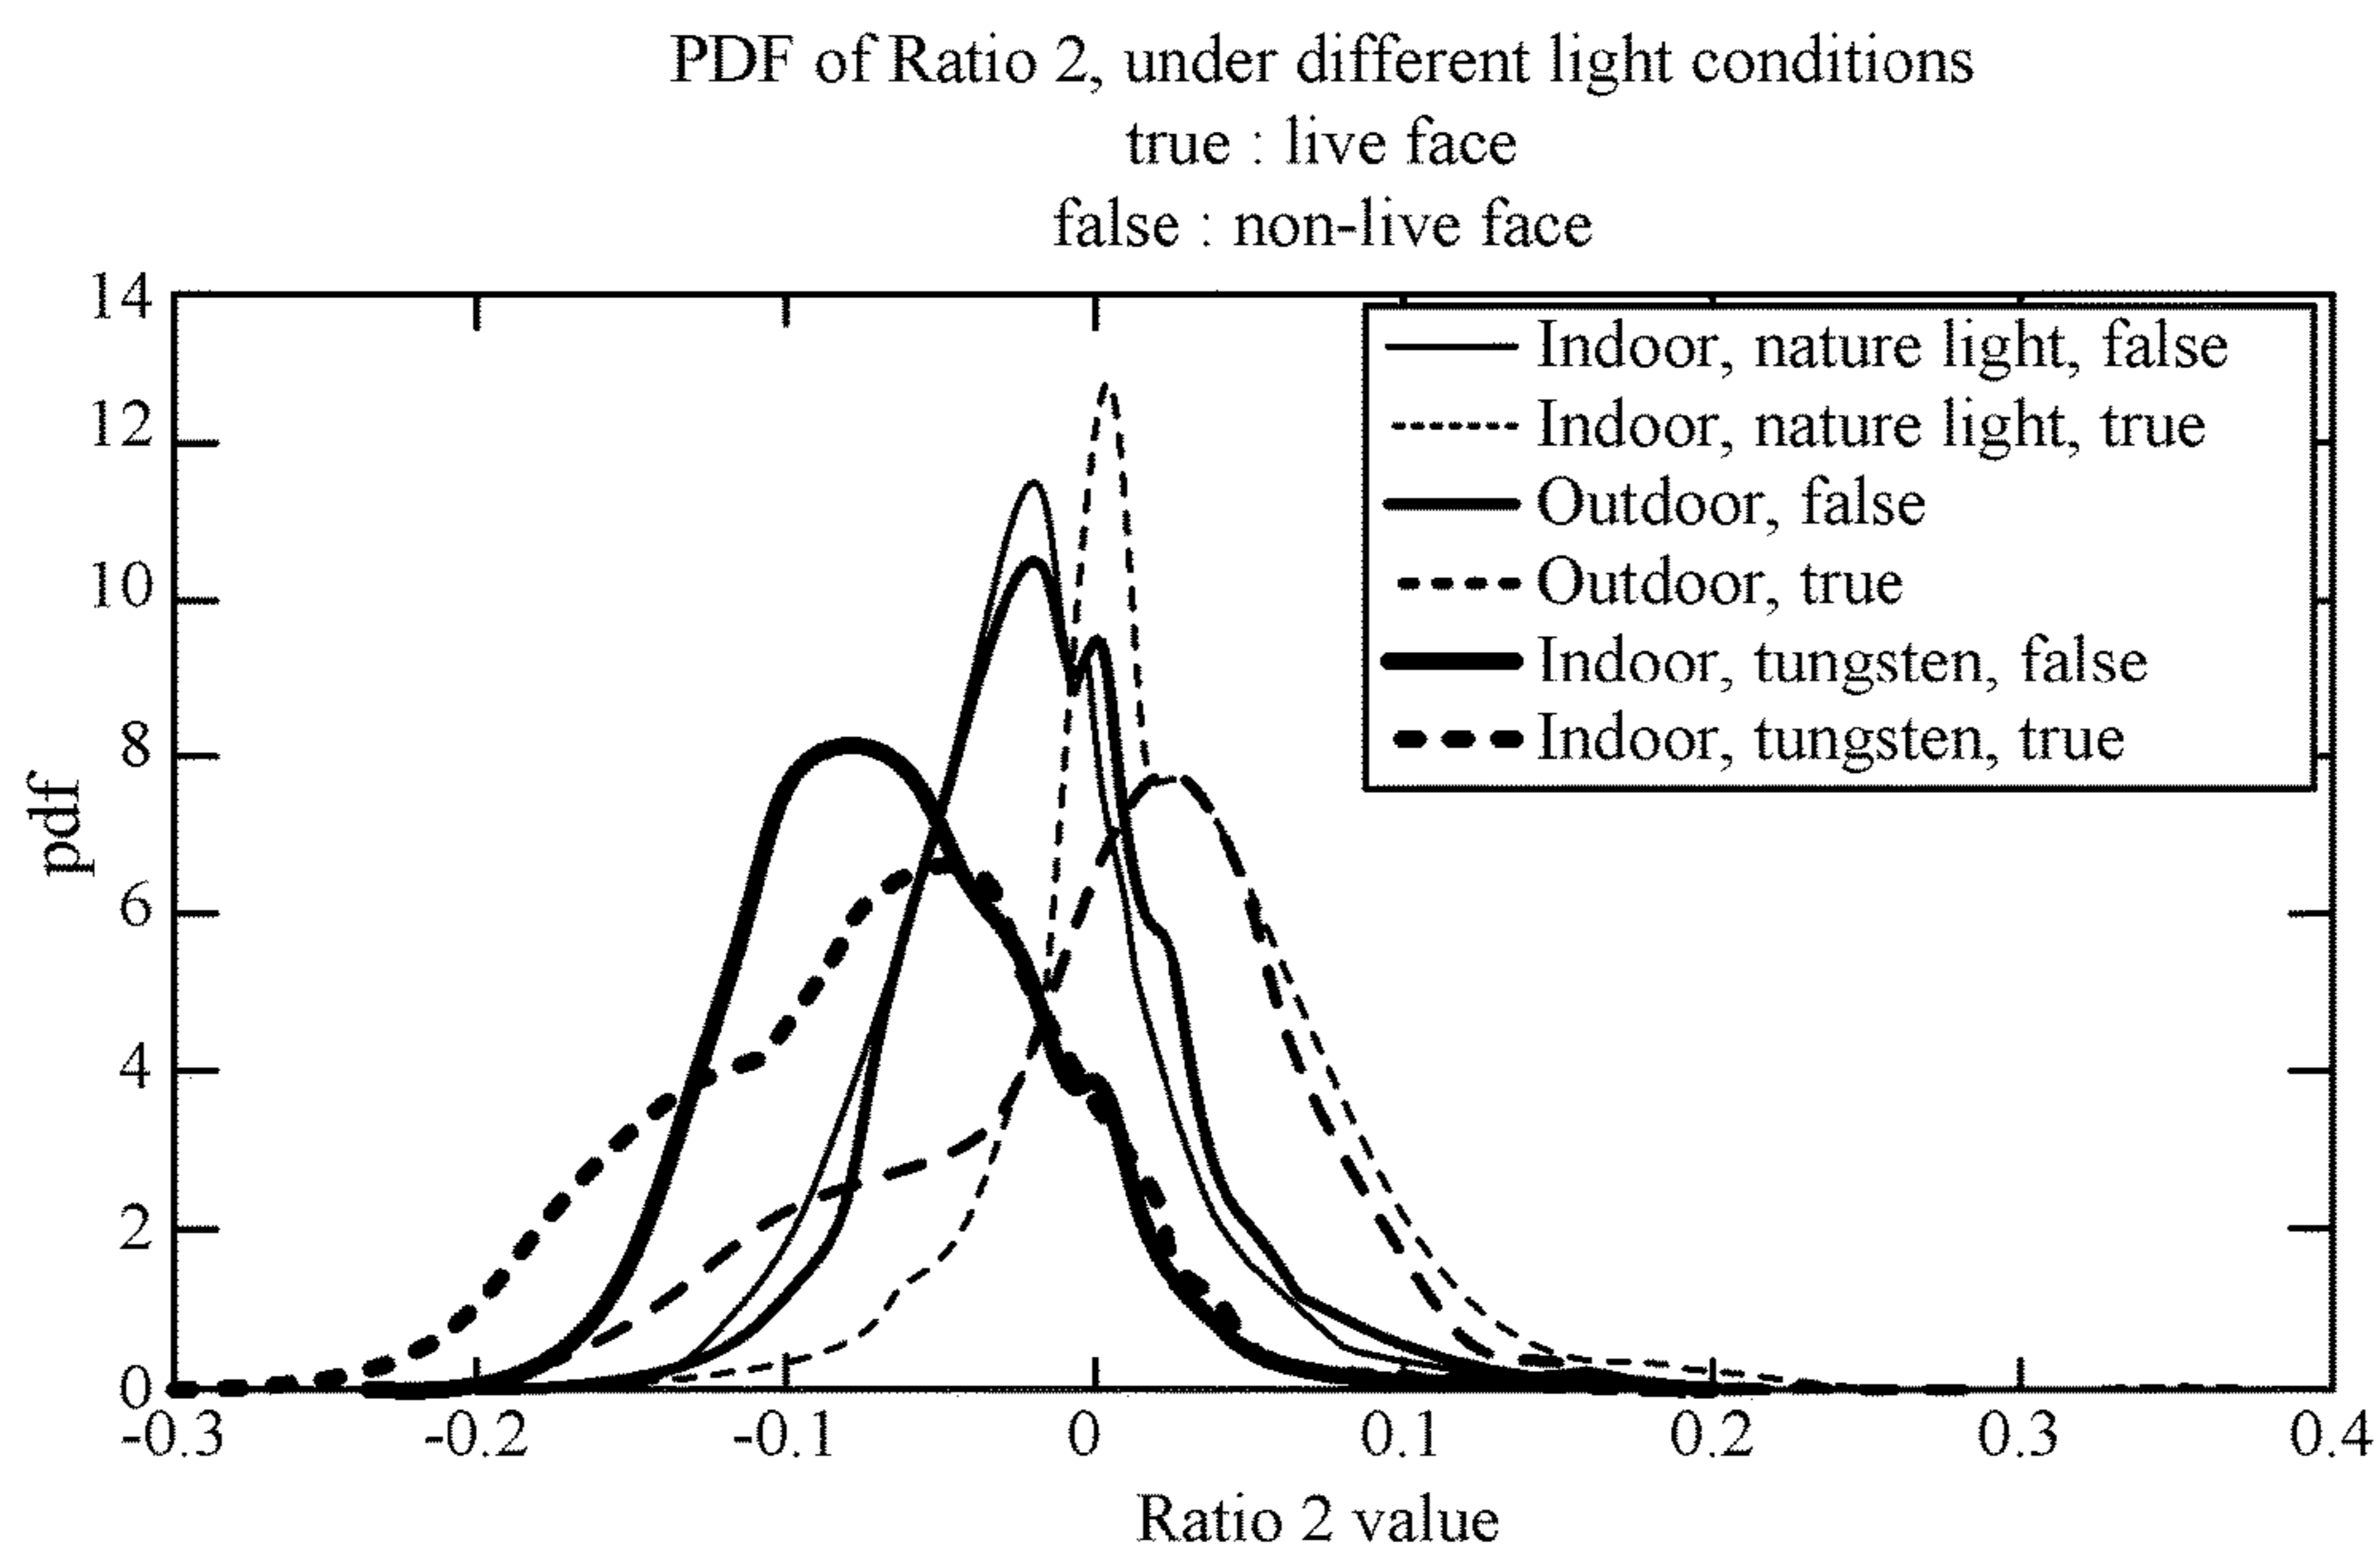 PDF of Ratio 2, under different light conditions
true : live face
false : non-live face
14
12
10
8
6
4
2
0
pdf
Indoor, nature light, false
Indoor, nature light, true
Outdoor, false
Outdoor, true
Indoor, tungsten, false
Indoor, tungsten, true
-0.3 -0.2 -0.1 0 0.1 0.2 0.3 0.4
Ratio 2 value